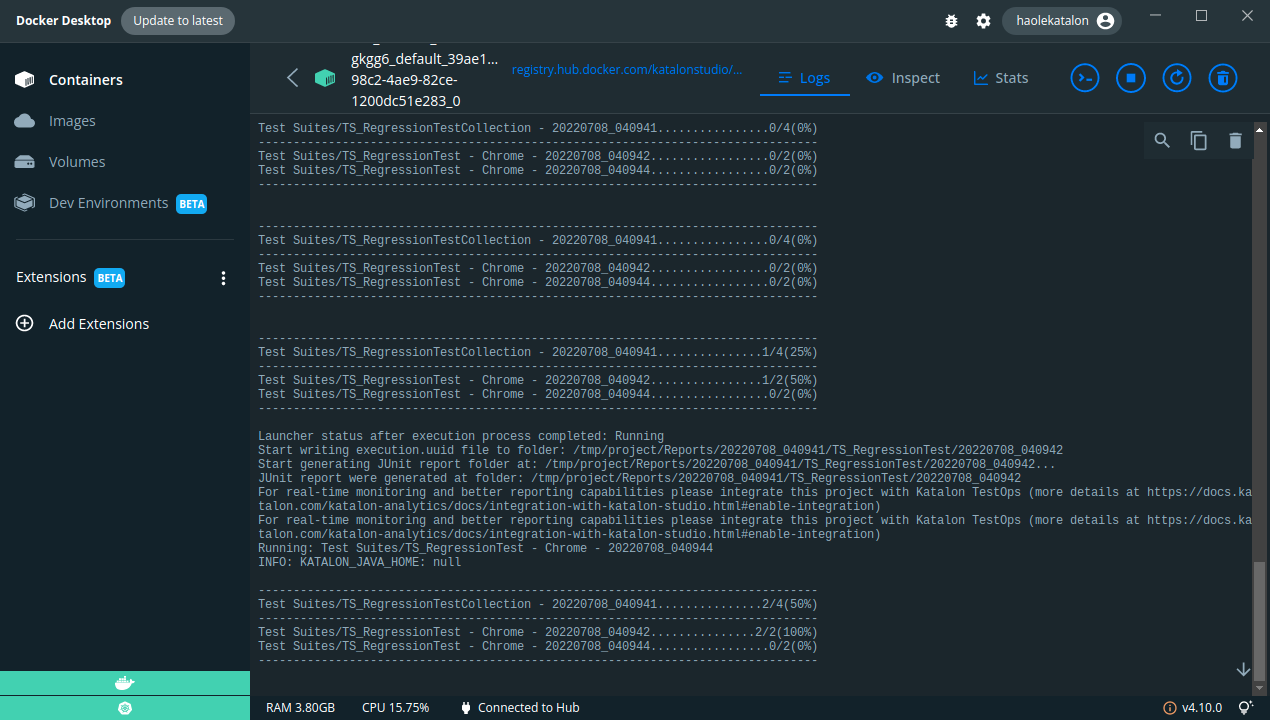 Docker Desktop
Update to latest
haolekatalon
Containers
Images
Volumes
Dev Environments BETA
Extensions BETA
Add Extensions
gkgg6_default_39ae1...
98c2-4ae9-82ce-
1200dc51e283_0
registry.hub.docker.com/katalonstudio/...
Logs
Inspect
Stats
Test Suites/TS_RegressionTestCollection - 20220708_040941................0/4(0%)
--------------------------------------------------------------------------------
Test Suites/TS_RegressionTest - Chrome - 20220708_040942.................0/2(0%)
Test Suites/TS_RegressionTest - Chrome - 20220708_040944.................0/2(0%)
--------------------------------------------------------------------------------
--------------------------------------------------------------------------------
Test Suites/TS_RegressionTestCollection - 20220708_040941................0/4(0%)
--------------------------------------------------------------------------------
Test Suites/TS_RegressionTest - Chrome - 20220708_040942.................0/2(0%)
Test Suites/TS_RegressionTest - Chrome - 20220708_040944.................0/2(0%)
--------------------------------------------------------------------------------
--------------------------------------------------------------------------------
Test Suites/TS_RegressionTestCollection - 20220708_040941...............1/4(25%)
--------------------------------------------------------------------------------
Test Suites/TS_RegressionTest - Chrome - 20220708_040942................1/2(50%)
Test Suites/TS_RegressionTest - Chrome - 20220708_040944.................0/2(0%)
--------------------------------------------------------------------------------
Launcher status after execution process completed: Running
Start writing execution.uuid file to folder: /tmp/project/Reports/20220708_040941/TS_RegressionTest/20220708_040942
Start generating JUnit report folder at: /tmp/project/Reports/20220708_040941/TS_RegressionTest/20220708_040942...
JUnit report were generated at folder: /tmp/project/Reports/20220708_040941/TS_RegressionTest/20220708_040942
For real-time monitoring and better reporting capabilities please integrate this project with Katalon TestOps (more details at https://docs.ka
talon.com/katalon-analytics/docs/integration-with-katalon-studio.html#enable-integration)
For real-time monitoring and better reporting capabilities please integrate this project with Katalon TestOps (more details at https://docs.ka
talon.com/katalon-analytics/docs/integration-with-katalon-studio.html#enable-integration)
Running: Test Suites/TS_RegressionTest - Chrome - 20220708_040944
INFO: KATALON_JAVA_HOME: null
--------------------------------------------------------------------------------
Test Suites/TS_RegressionTestCollection - 20220708_040941...............2/4(50%)
--------------------------------------------------------------------------------
Test Suites/TS_RegressionTest - Chrome - 20220708_040942...............2/2(100%)
Test Suites/TS_RegressionTest - Chrome - 20220708_040944.................0/2(0%)
--------------------------------------------------------------------------------
RAM 3.80GB
CPU 15.75%
Connected to Hub
v4.10.0